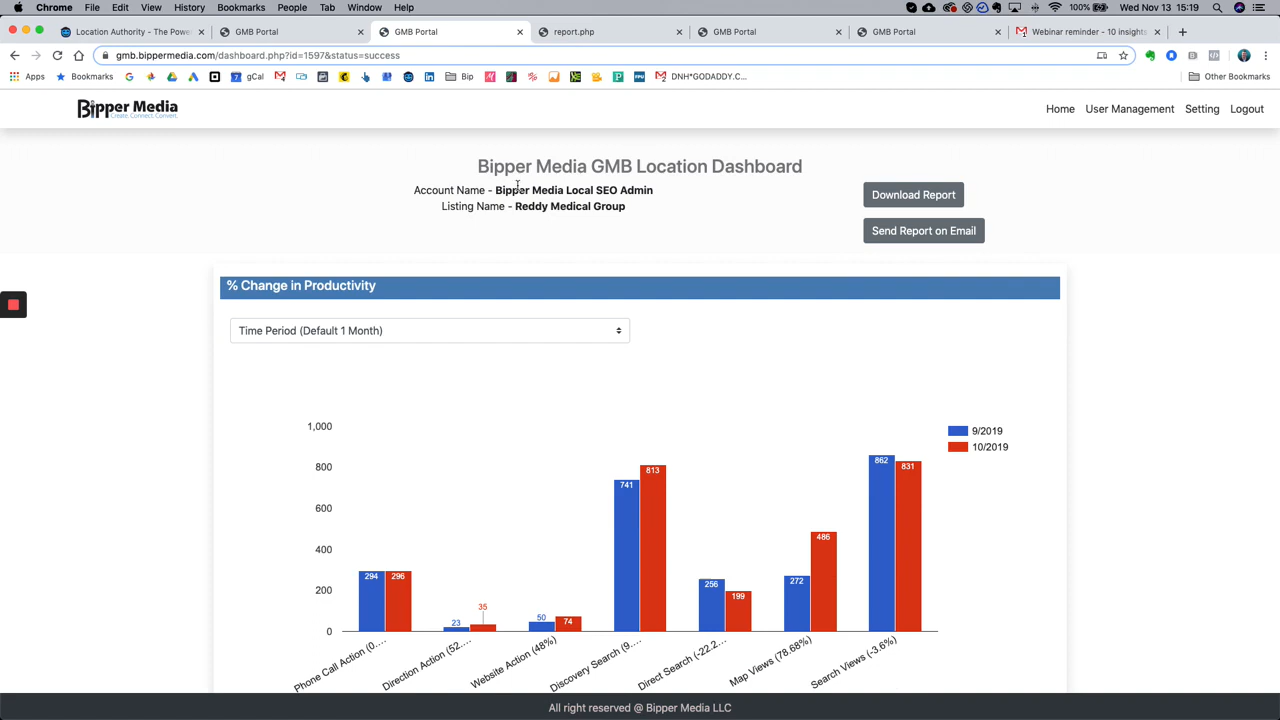 Chrome File Edit View History Bookmarks People Tab Window Help 100% Wed Nov 13 15:19
Location Authority - The Powe GMB Portal GMB Portal report.php GMB Portal GMB Portal Webinar reminder - 10 insights
gmb.bippermedia.com/dashboard.php?id=1597&status=success
Apps Bookmarks gCal Bip DNH*GODADDY.C... Other Bookmarks
Bipper Media
Create. Connect. Convert.
Home User Management Setting Logout
Bipper Media GMB Location Dashboard
Account Name - Bipper Media Local SEO Admin
Listing Name - Reddy Medical Group
Download Report
Send Report on Email
% Change in Productivity
Time Period (Default 1 Month)
1,000
800
600
400
200
0
9/2019
10/2019
294 296
23 35
50 74
741 813
256 199
272 486
862 831
Phone Call Action (0....
Direction Action (52....
Website Action (48%)
Discovery Search (9....
Direct Search (-22.2...
Map Views (78.68%)
Search Views (-3.6%)
All right reserved @ Bipper Media LLC